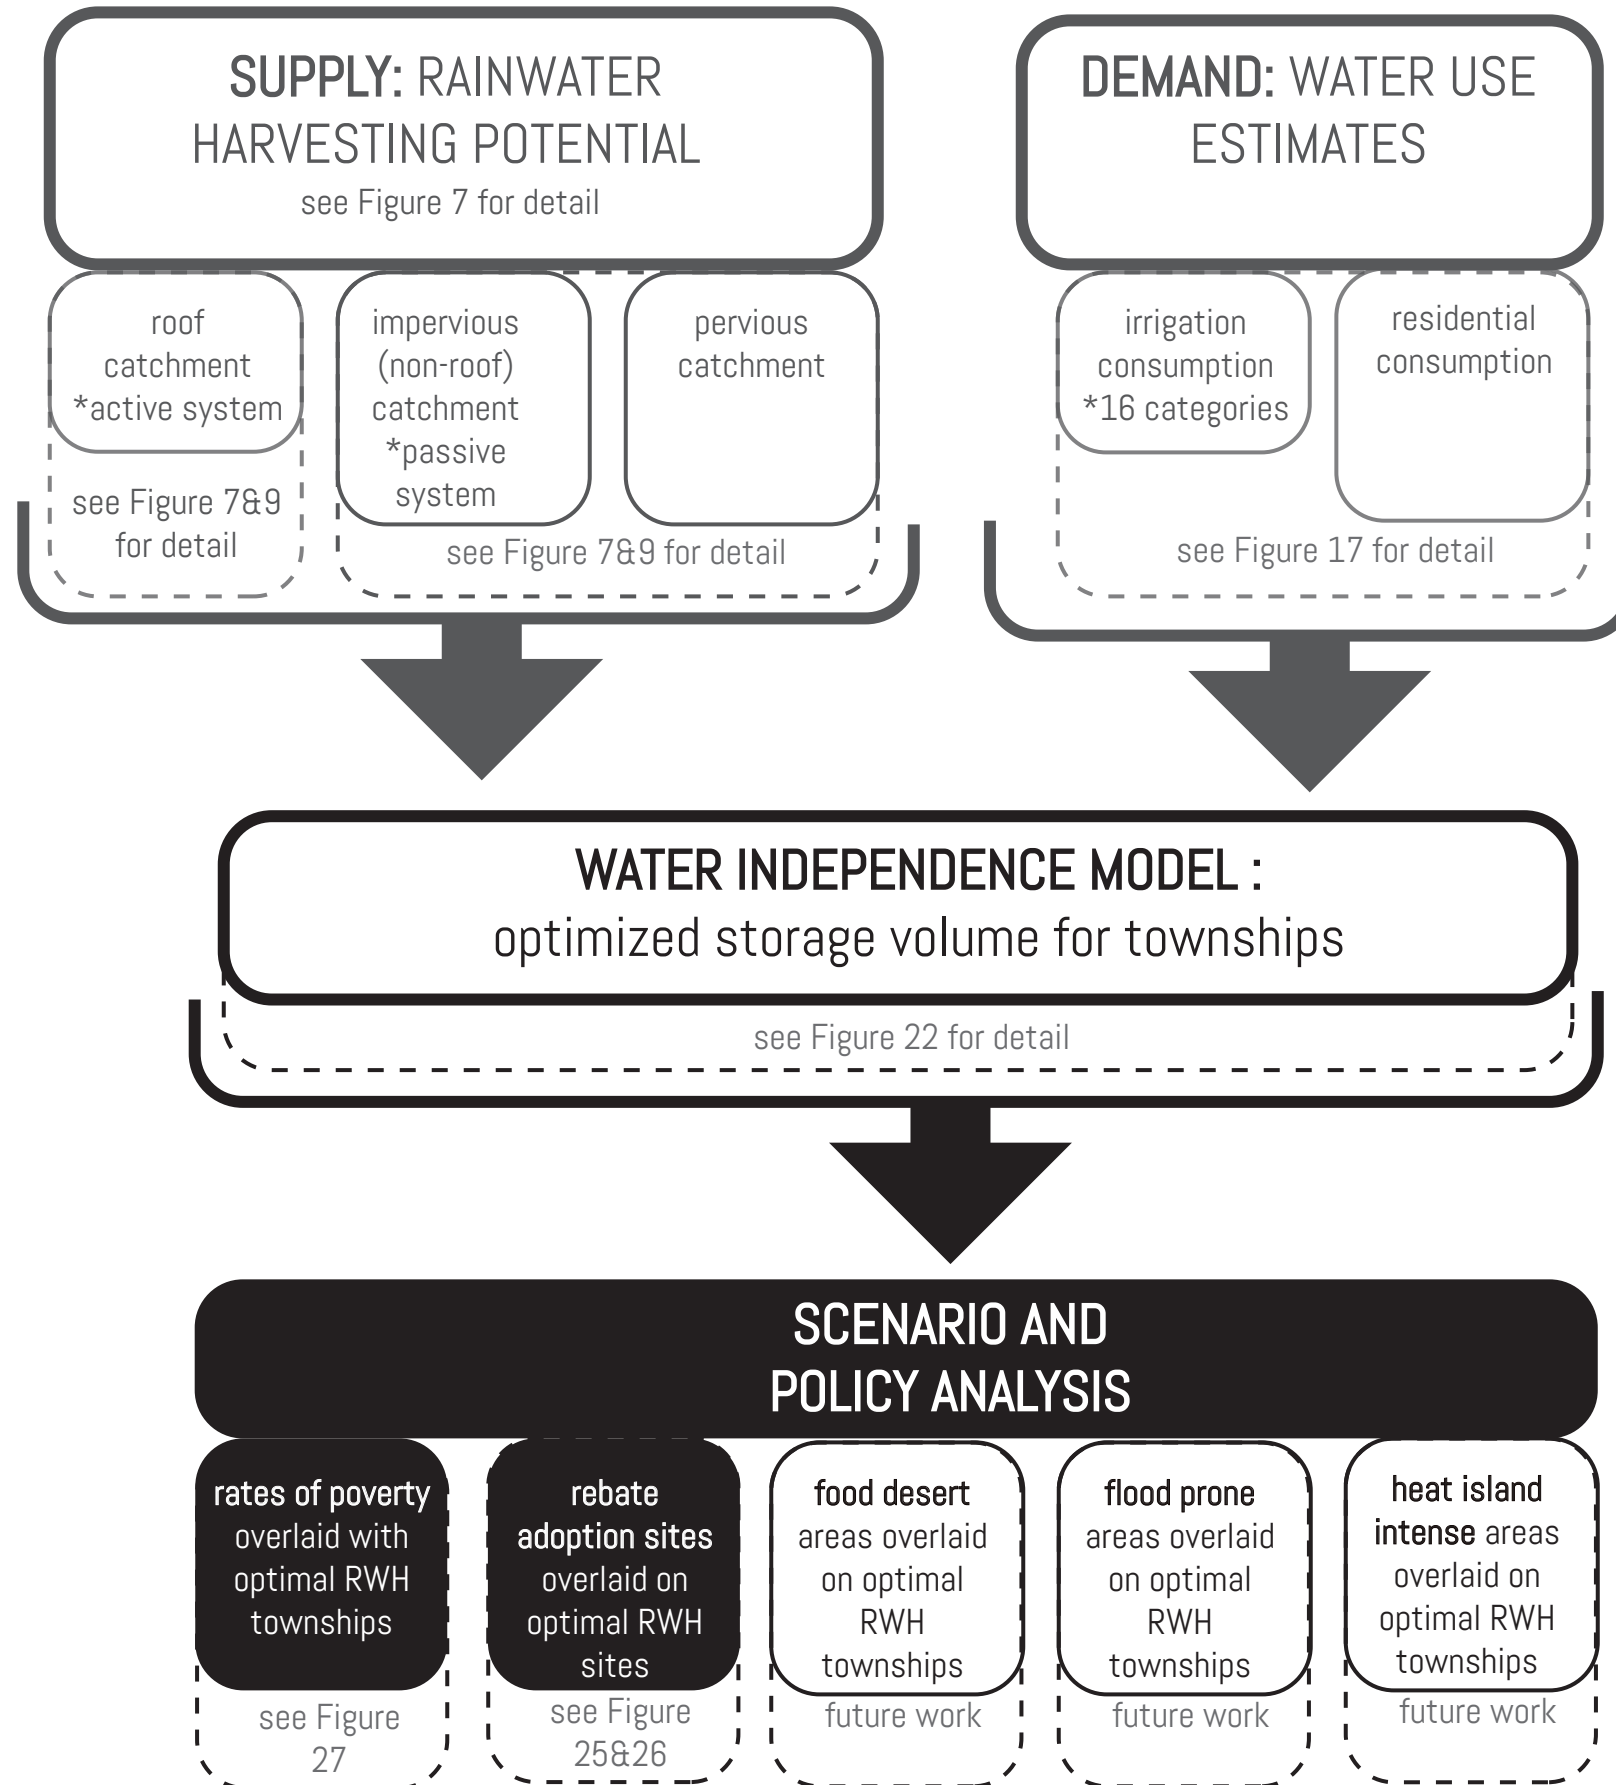 SUPPLY: RAINWATER
HARVESTING POTENTIAL
see Figure 7 for detail
roof
catchment
*active system
see Figure 7&9
for detail
impervious
(non-roof)
catchment
*passive
system
pervious
catchment
see Figure 7&9 for detail
DEMAND: WATER USE
ESTIMATES
irrigation
consumption
*16 categories
residential
consumption
see Figure 17 for detail
WATER INDEPENDENCE MODEL :
optimized storage volume for townships
see Figure 22 for detail
SCENARIO AND
POLICY ANALYSIS
rates of poverty
overlaid with
optimal RWH
townships
see Figure
27
rebate
adoption sites
overlaid on
optimal RWH
sites
see Figure
25&26
food desert
areas overlaid
on optimal
RWH
townships
future work
flood prone
areas overlaid
on optimal
RWH
townships
future work
heat island
intense areas
overlaid on
optimal RWH
townships
future work